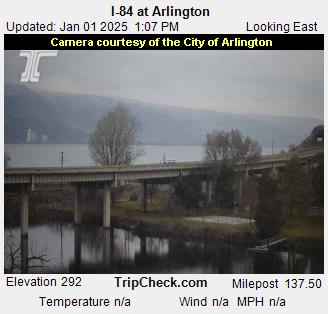 I-84 at Arlington
Updated: Jan 01 2025 1:07 PM Looking East
Camera courtesy of the City of Arlington
Elevation 292 TripCheck.com Milepost 137.50
Temperature n/a Wind n/a MPH n/a